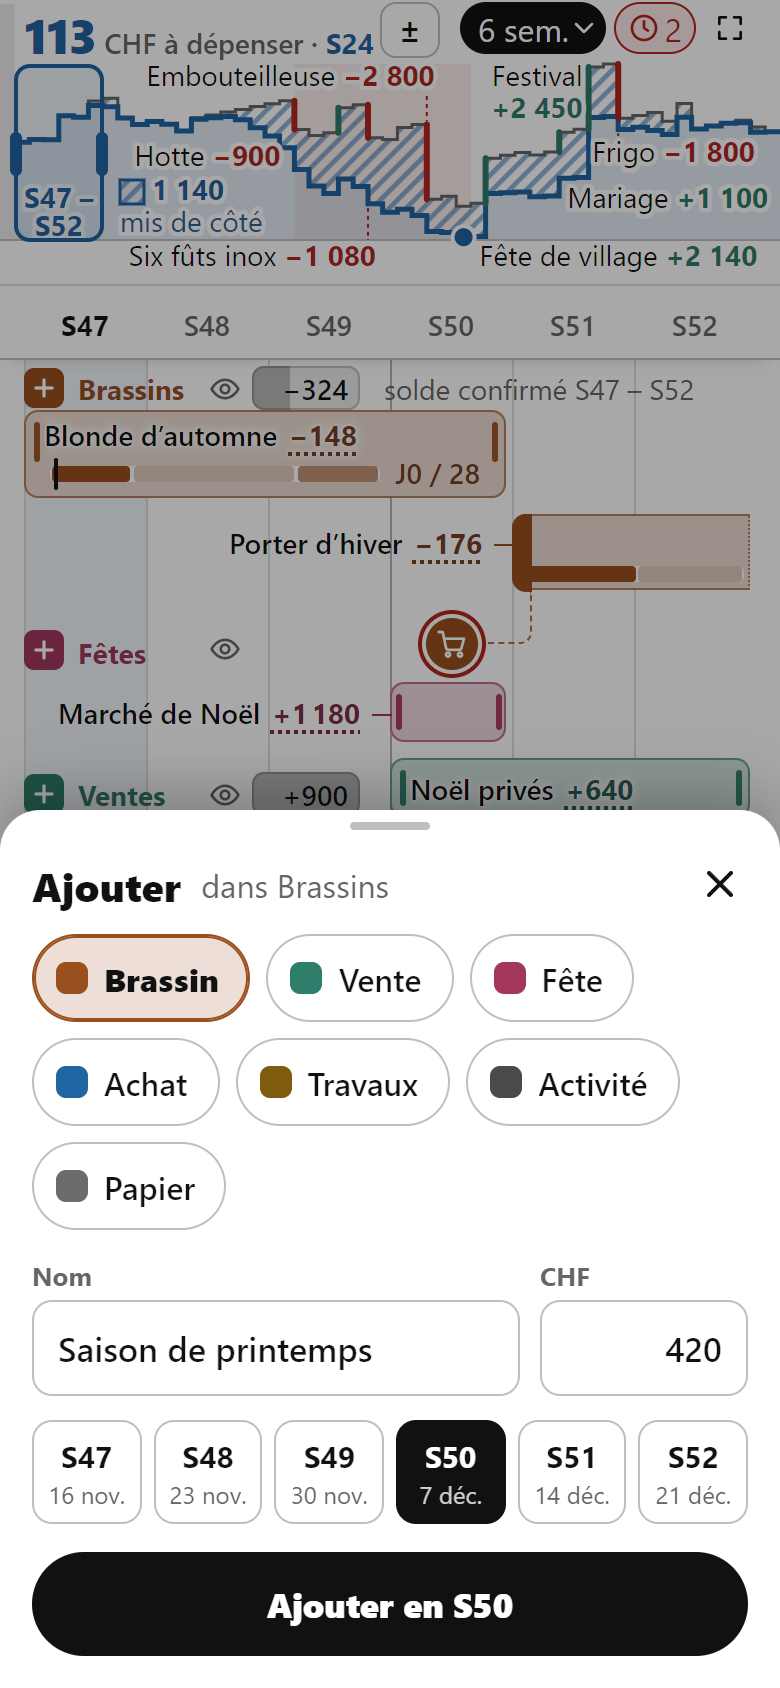 113 CHF à dépenser · S24 ± 6 sem. 2
Embouteilleuse −2 800 Festival
+2 450
Hotte −900 Frigo −1 800
S47 – 1 140 Mariage +1 100
S52 mis de côté
Six fûts inox −1 080 Fête de village +2 140
S47 S48 S49 S50 S51 S52
Brassins −324 solde confirmé S47 – S52
Blonde d’automne −148
J0 / 28
Porter d’hiver −176
Fêtes
Marché de Noël +1 180
Ventes +900 Noël privés +640
Ajouter dans Brassins
Brassin Vente Fête
Achat Travaux Activité
Papier
Nom CHF
Saison de printemps 420
S47 S48 S49 S50 S51 S52
16 nov. 23 nov. 30 nov. 7 déc. 14 déc. 21 déc.
Ajouter en S50